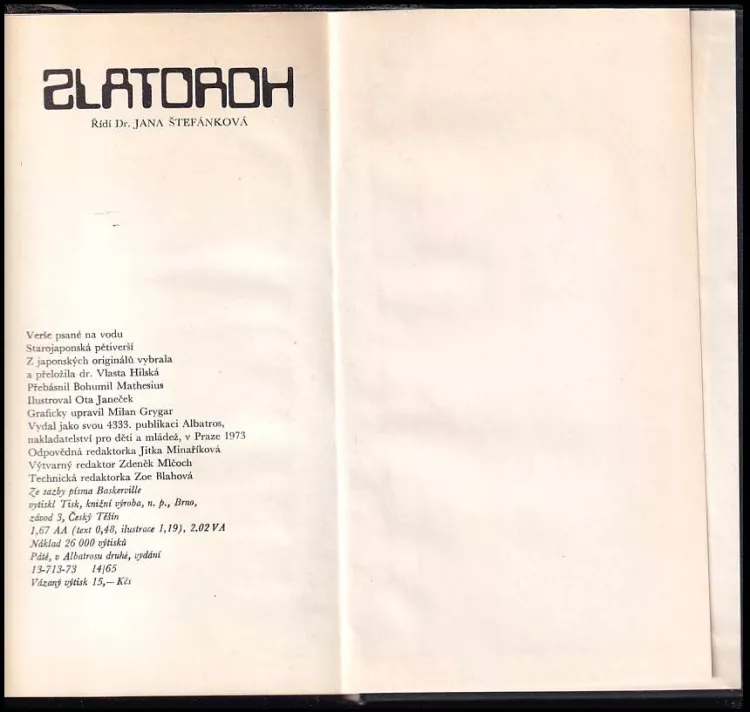 ZLATOROH
Řídí Dr. JANA ŠTEFÁNKOVÁ
Verše psané na vodu
Starojaponská pětiverší
Z japonských originálů vybrala
a přeložila dr. Vlasta Hilská
Přebásnil Bohumil Mathesius
Ilustroval Ota Janeček
Graficky upravil Milan Grygar
Vydal jako svou 4333. publikaci Albatros,
nakladatelství pro děti a mládež, v Praze 1973
Odpovědná redaktorka Jitka Minaříková
Výtvarný redaktor Zdeněk Mlčoch
Technická redaktorka Zoe Blahová
Ze sazby písma Baskerville
vytiskl Tisk, knižní výroba, n. p., Brno,
závod 3, Český Těšín
1,67 AA (text 0,48, ilustrace 1,19), 2,02 VA
Náklad 26 000 výtisků
Páté, v Albatrosu druhé, vydání
13-713-73 14/65
Vázaný výtisk 15,— Kčs